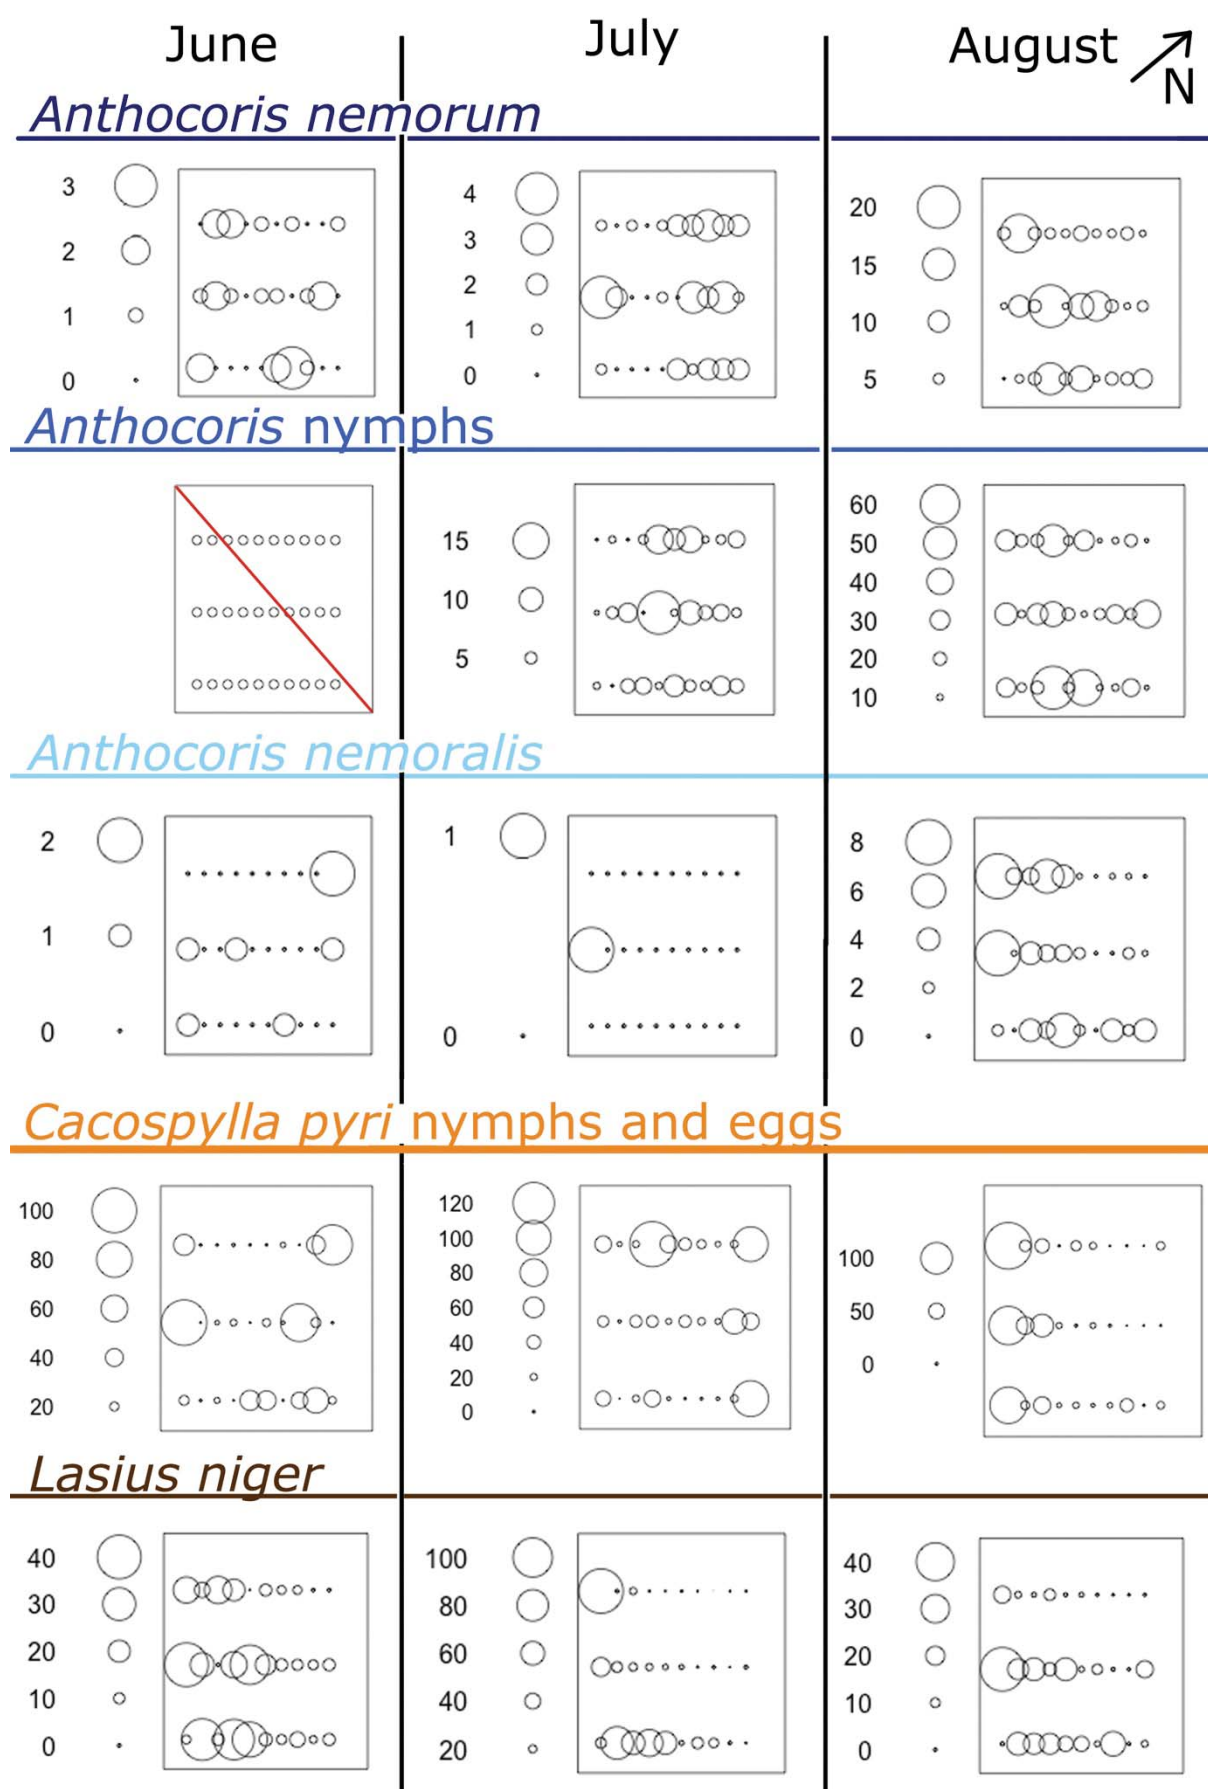 June July August
N
Anthocoris nemorum
3 4 20
2 3 15
1 2 10
0 1 5
0
Anthocoris nymphs
15 60
10 50
5 40
30
20
10
Anthocoris nemoralis
2 1 8
1 0 6
0 4
2
0
Cacospylla pyri nymphs and eggs
100 120 100
80 100 50
60 80 0
40 60
20 40
20
0
Lasius niger
40 100 40
30 80 30
20 60 20
10 40 10
0 20 0